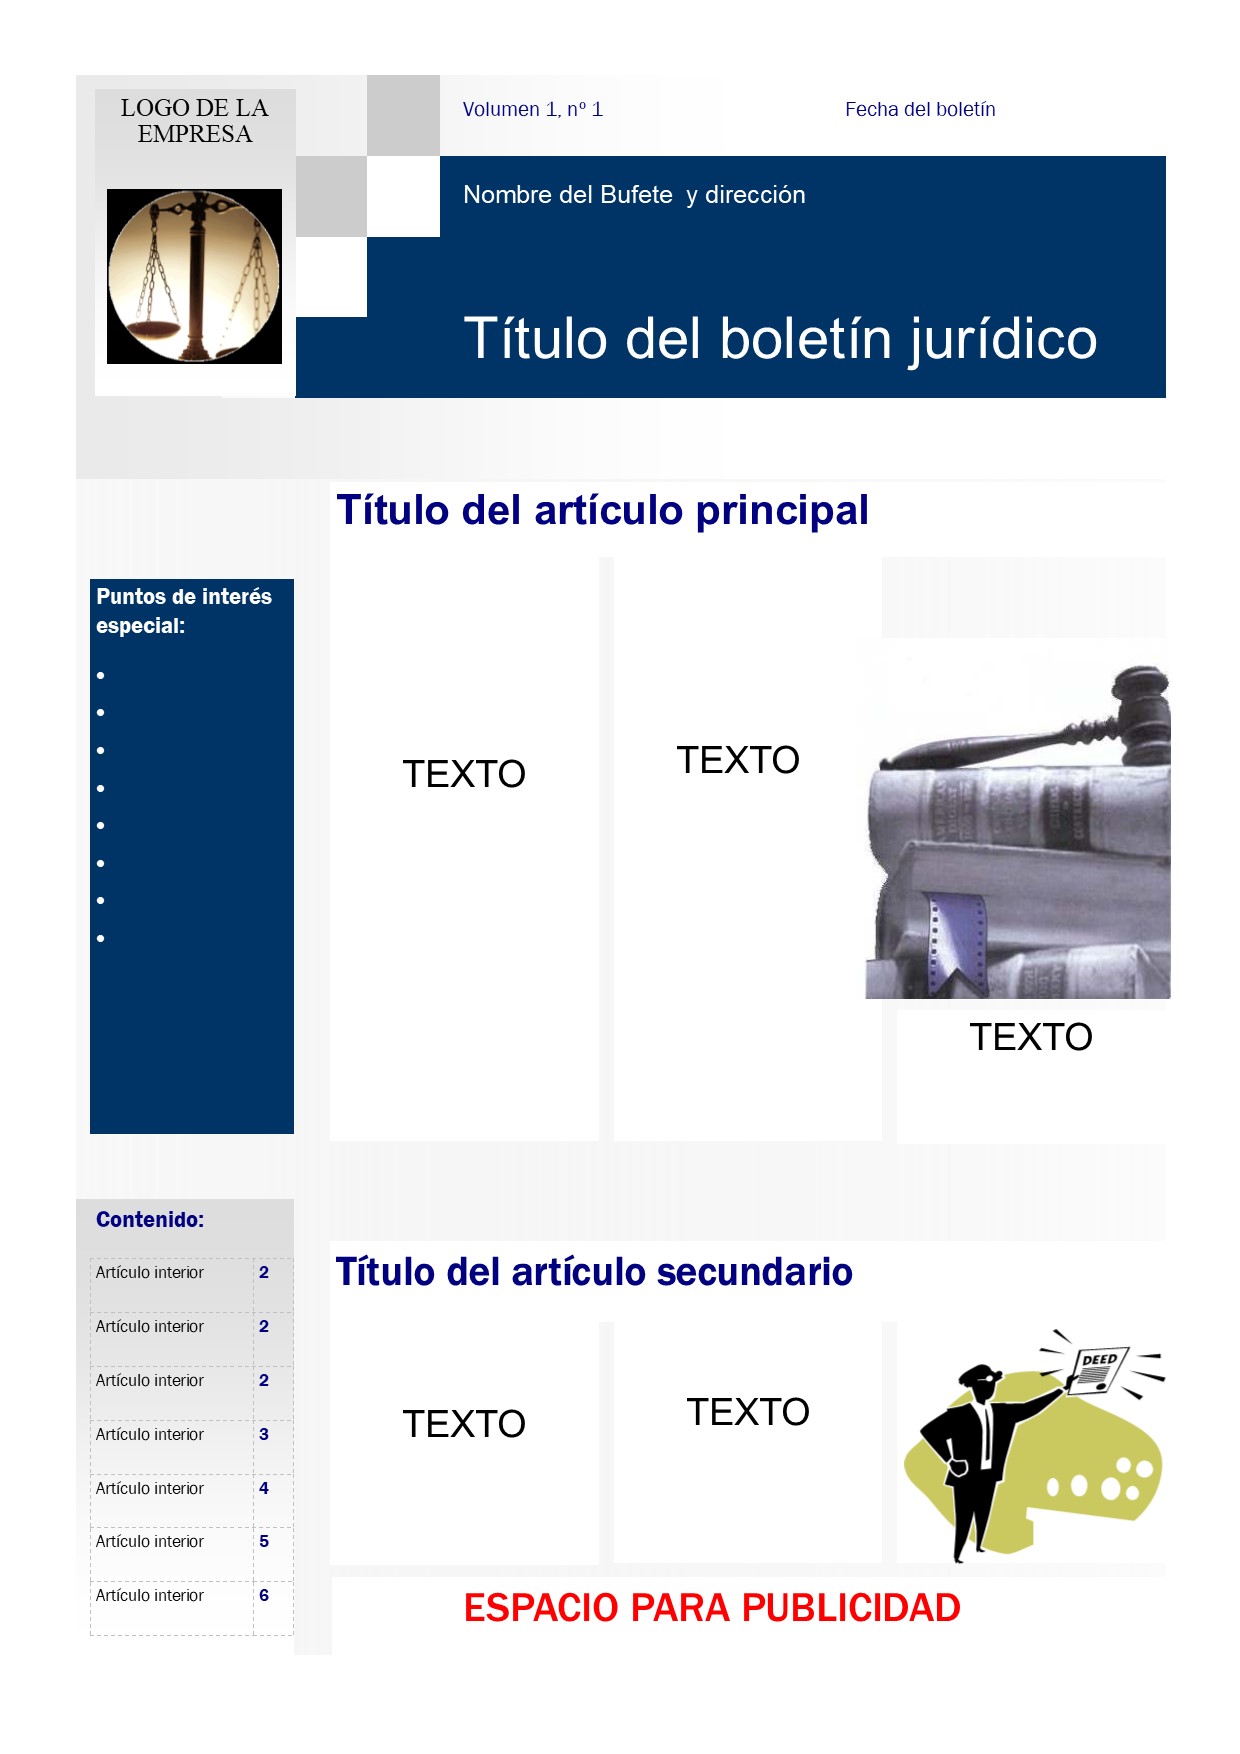 LOGO DE LA
EMPRESA
Volumen 1, nº 1
Fecha del boletín
Nombre del Bufete y dirección
Título del boletín jurídico
Título del artículo principal
Puntos de interés
especial:
•
•
•
•
•
•
•
•
TEXTO
TEXTO
TEXTO
Contenido:
Artículo interior 2
Artículo interior 2
Artículo interior 2
Artículo interior 3
Artículo interior 4
Artículo interior 5
Artículo interior 6
Título del artículo secundario
TEXTO
TEXTO
DEED
ESPACIO PARA PUBLICIDAD